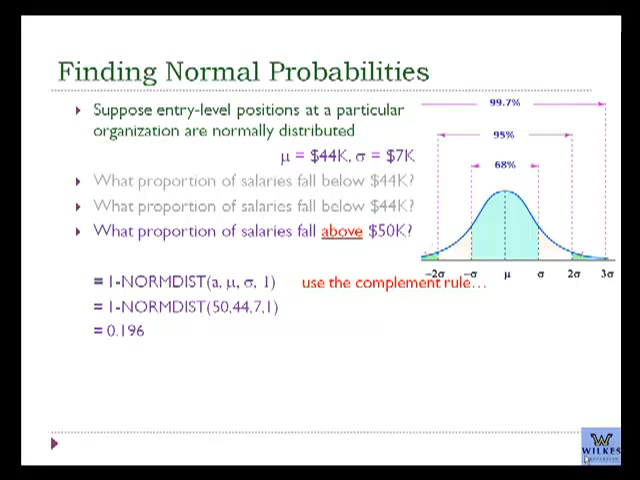 Finding Normal Probabilities
Suppose entry-level positions at a particular
organization are normally distributed
μ = $44K, σ = $7K
What proportion of salaries fall below $44K?
What proportion of salaries fall below $44K?
What proportion of salaries fall above $50K?
= 1-NORMDIST(a, μ, σ, 1) use the complement rule...
= 1-NORMDIST(50,44,7,1)
= 0.196
99.7%
95%
68%
−2σ −σ μ σ 2σ 3σ
WILKES